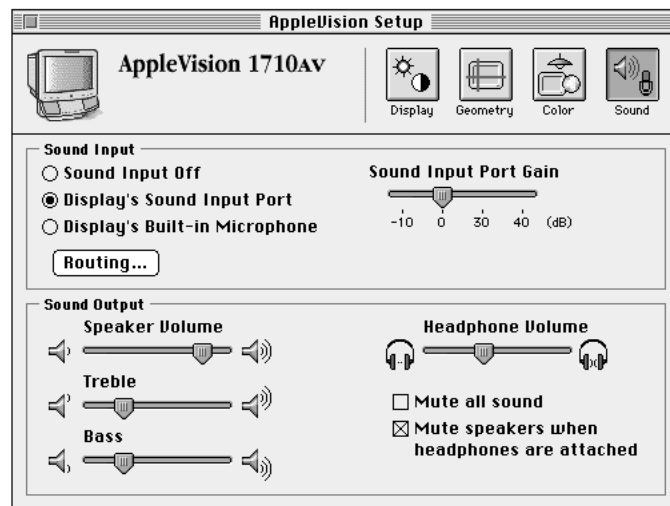 AppleVision Setup
AppleVision 1710AV
Display
Geometry
Color
Sound
Sound Input
Sound Input Off
Display's Sound Input Port
Display's Built-in Microphone
Routing...
Sound Input Port Gain
-10 0 30 40 (dB)
Sound Output
Speaker Volume
Treble
Bass
Headphone Volume
Mute all sound
Mute speakers when
headphones are attached